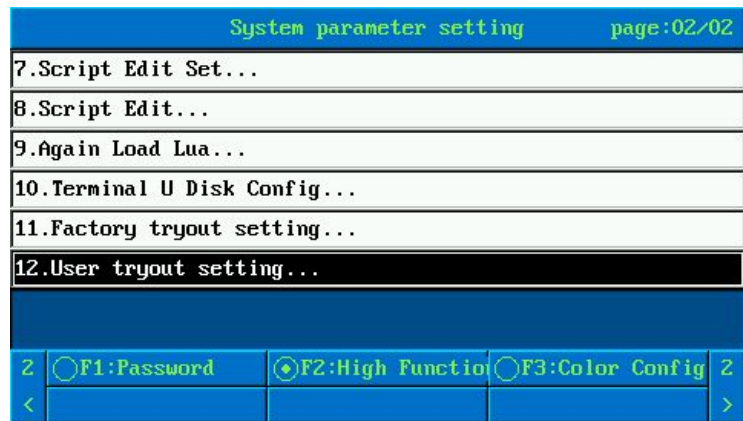 System parameter setting page:02/02
7.Script Edit Set...
8.Script Edit...
9.Again Load Lua...
10.Terminal U Disk Config...
11.Factory tryout setting...
12.User tryout setting...
2 F1:Password F2:High Functio F3:Color Config 2
< >